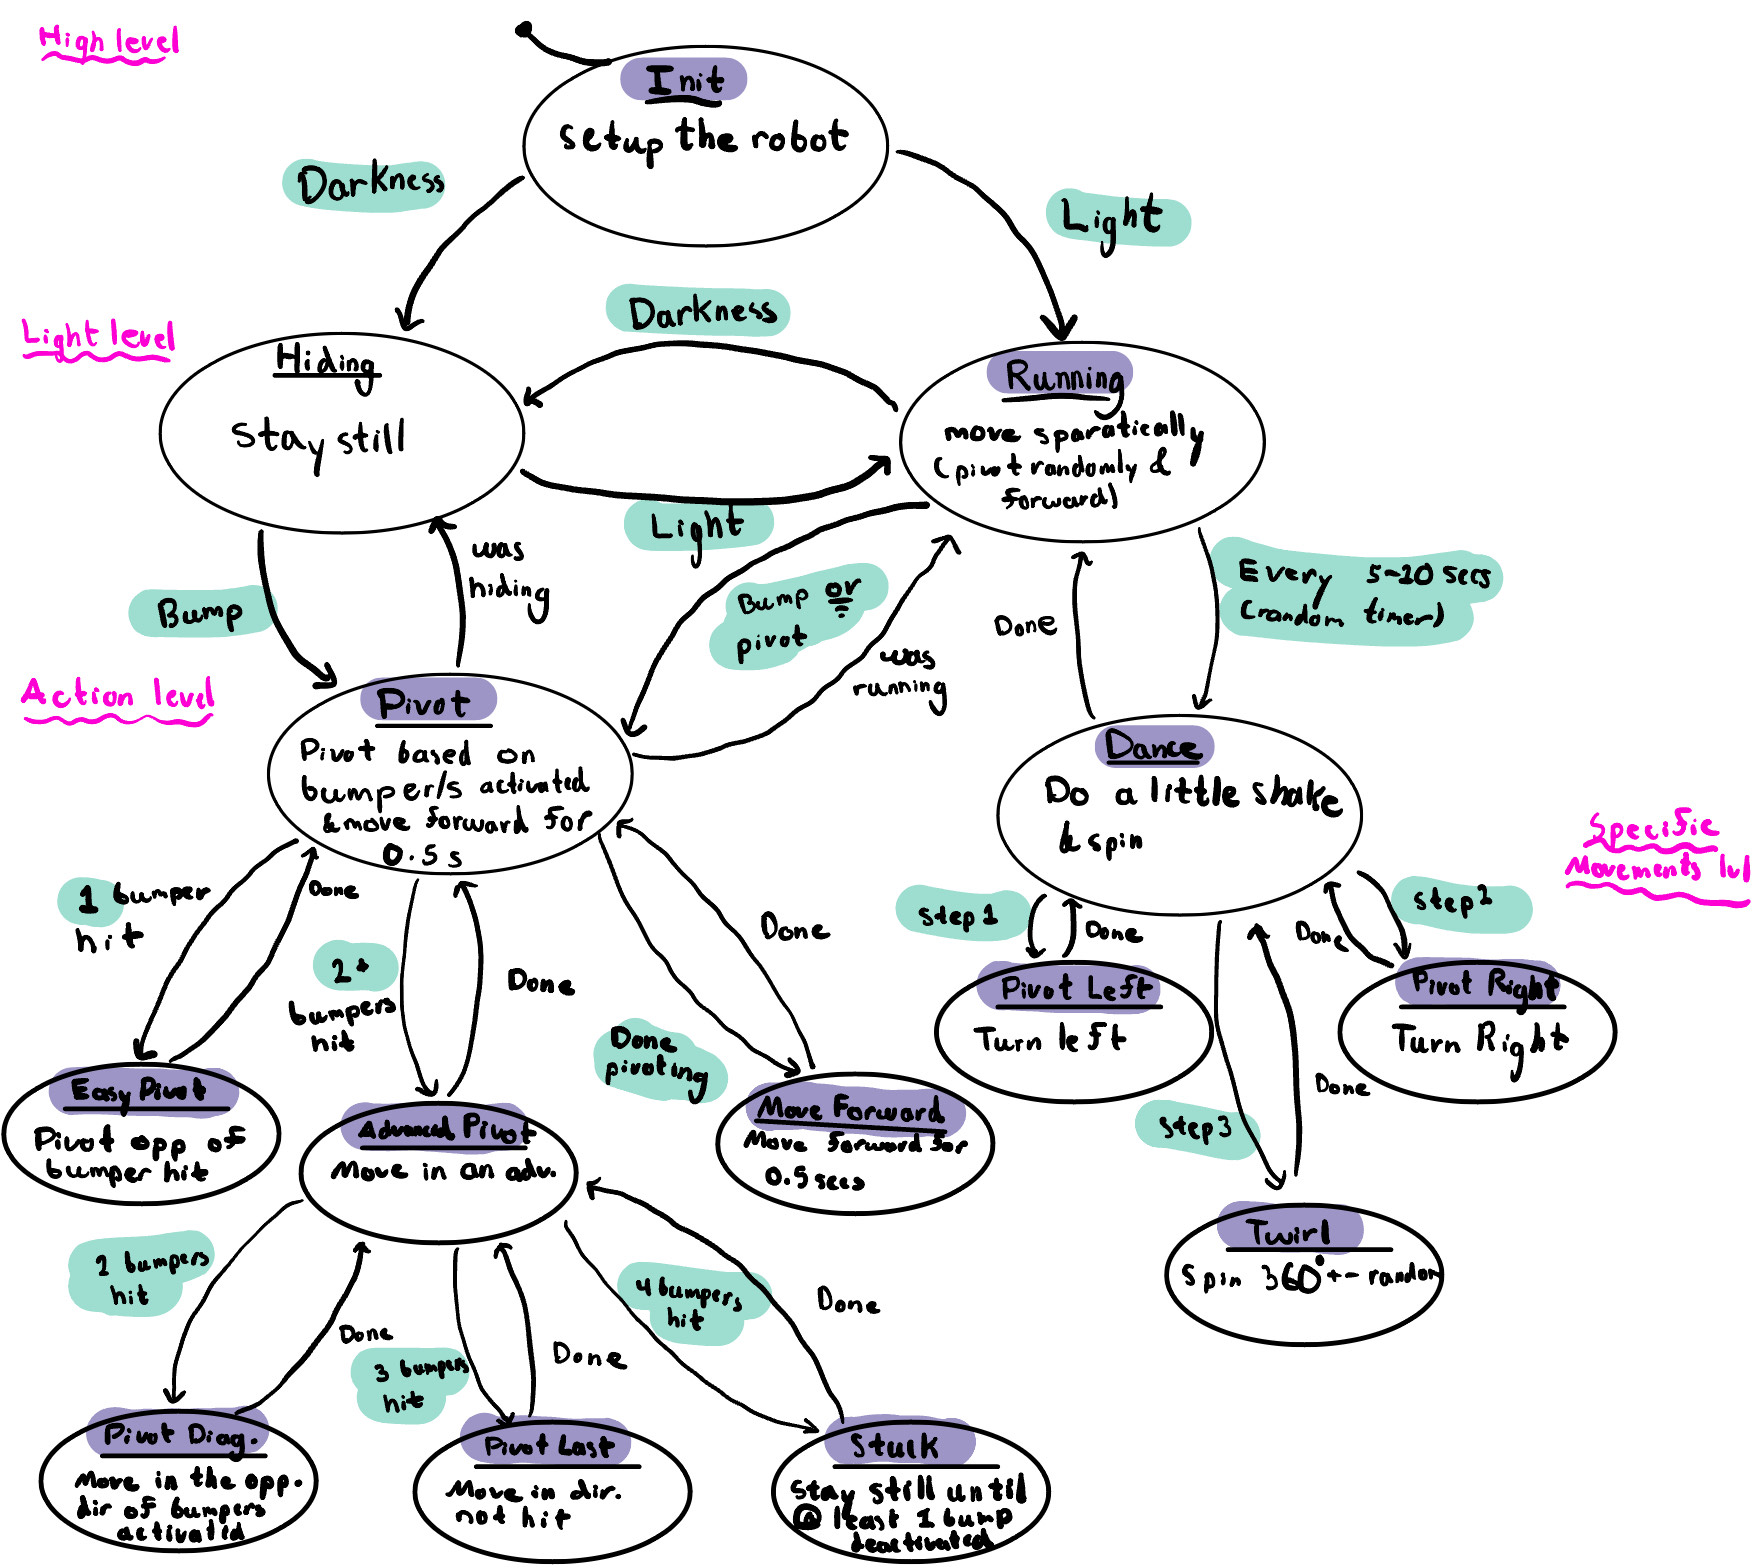 High level
Init
setup the robot
Darkness
Light
Light level
Darkness
Hiding
Stay still
Running
move sparatically
(pivot randomly &
forward)
Light
was
hiding
Bump
Bump or
pivot
was
running
Done
Every 5-10 secs
(random timer)
Action level
Pivot
Pivot based on
bumper/s activated
& move forward for
0.5 s
Dance
Do a little shake
& spin
Specific
Movements lvl
1 bumper
hit
Done
2+
bumpers
hit
Done
Done
Done
pivoting
step 1
Done
step 2
Done
Pivot Left
Turn left
Pivot Right
Turn Right
step 3
Done
Easy Pivot
Pivot opp of
bumper hit
Advanced Pivot
Move in an adv.
Move Forward
Move forward for
0.5 secs
Twirl
Spin 360°+- random
2 bumpers
hit
Done
3 bumpers
hit
Done
4 bumpers
hit
Done
Pivot Diag.
Move in the opp.
dir of bumpers
activated
Pivot Last
Move in dir.
not hit
Stuck
Stay still until
@ least 1 bump
deactivated